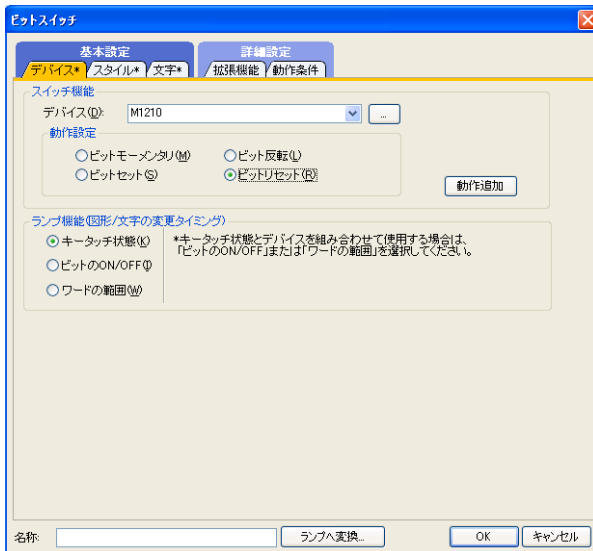 ビットスイッチ
基本設定
詳細設定
デバイス*
スタイル*
文字*
拡張機能
動作条件
スイッチ機能
デバイス(D):
M1210
...
動作設定
ビットモーメンタリ(M)
ビット反転(L)
ビットセット(S)
ビットリセット(R)
動作追加
ランプ機能(図形/文字の変更タイミング)
キータッチ状態(K)
*キータッチ状態とデバイスを組み合わせて使用する場合は、
「ビットのON/OFF」または「ワードの範囲」を選択してください。
ビットのON/OFF(I)
ワードの範囲(W)
名称:
ランプへ変換...
OK
キャンセル